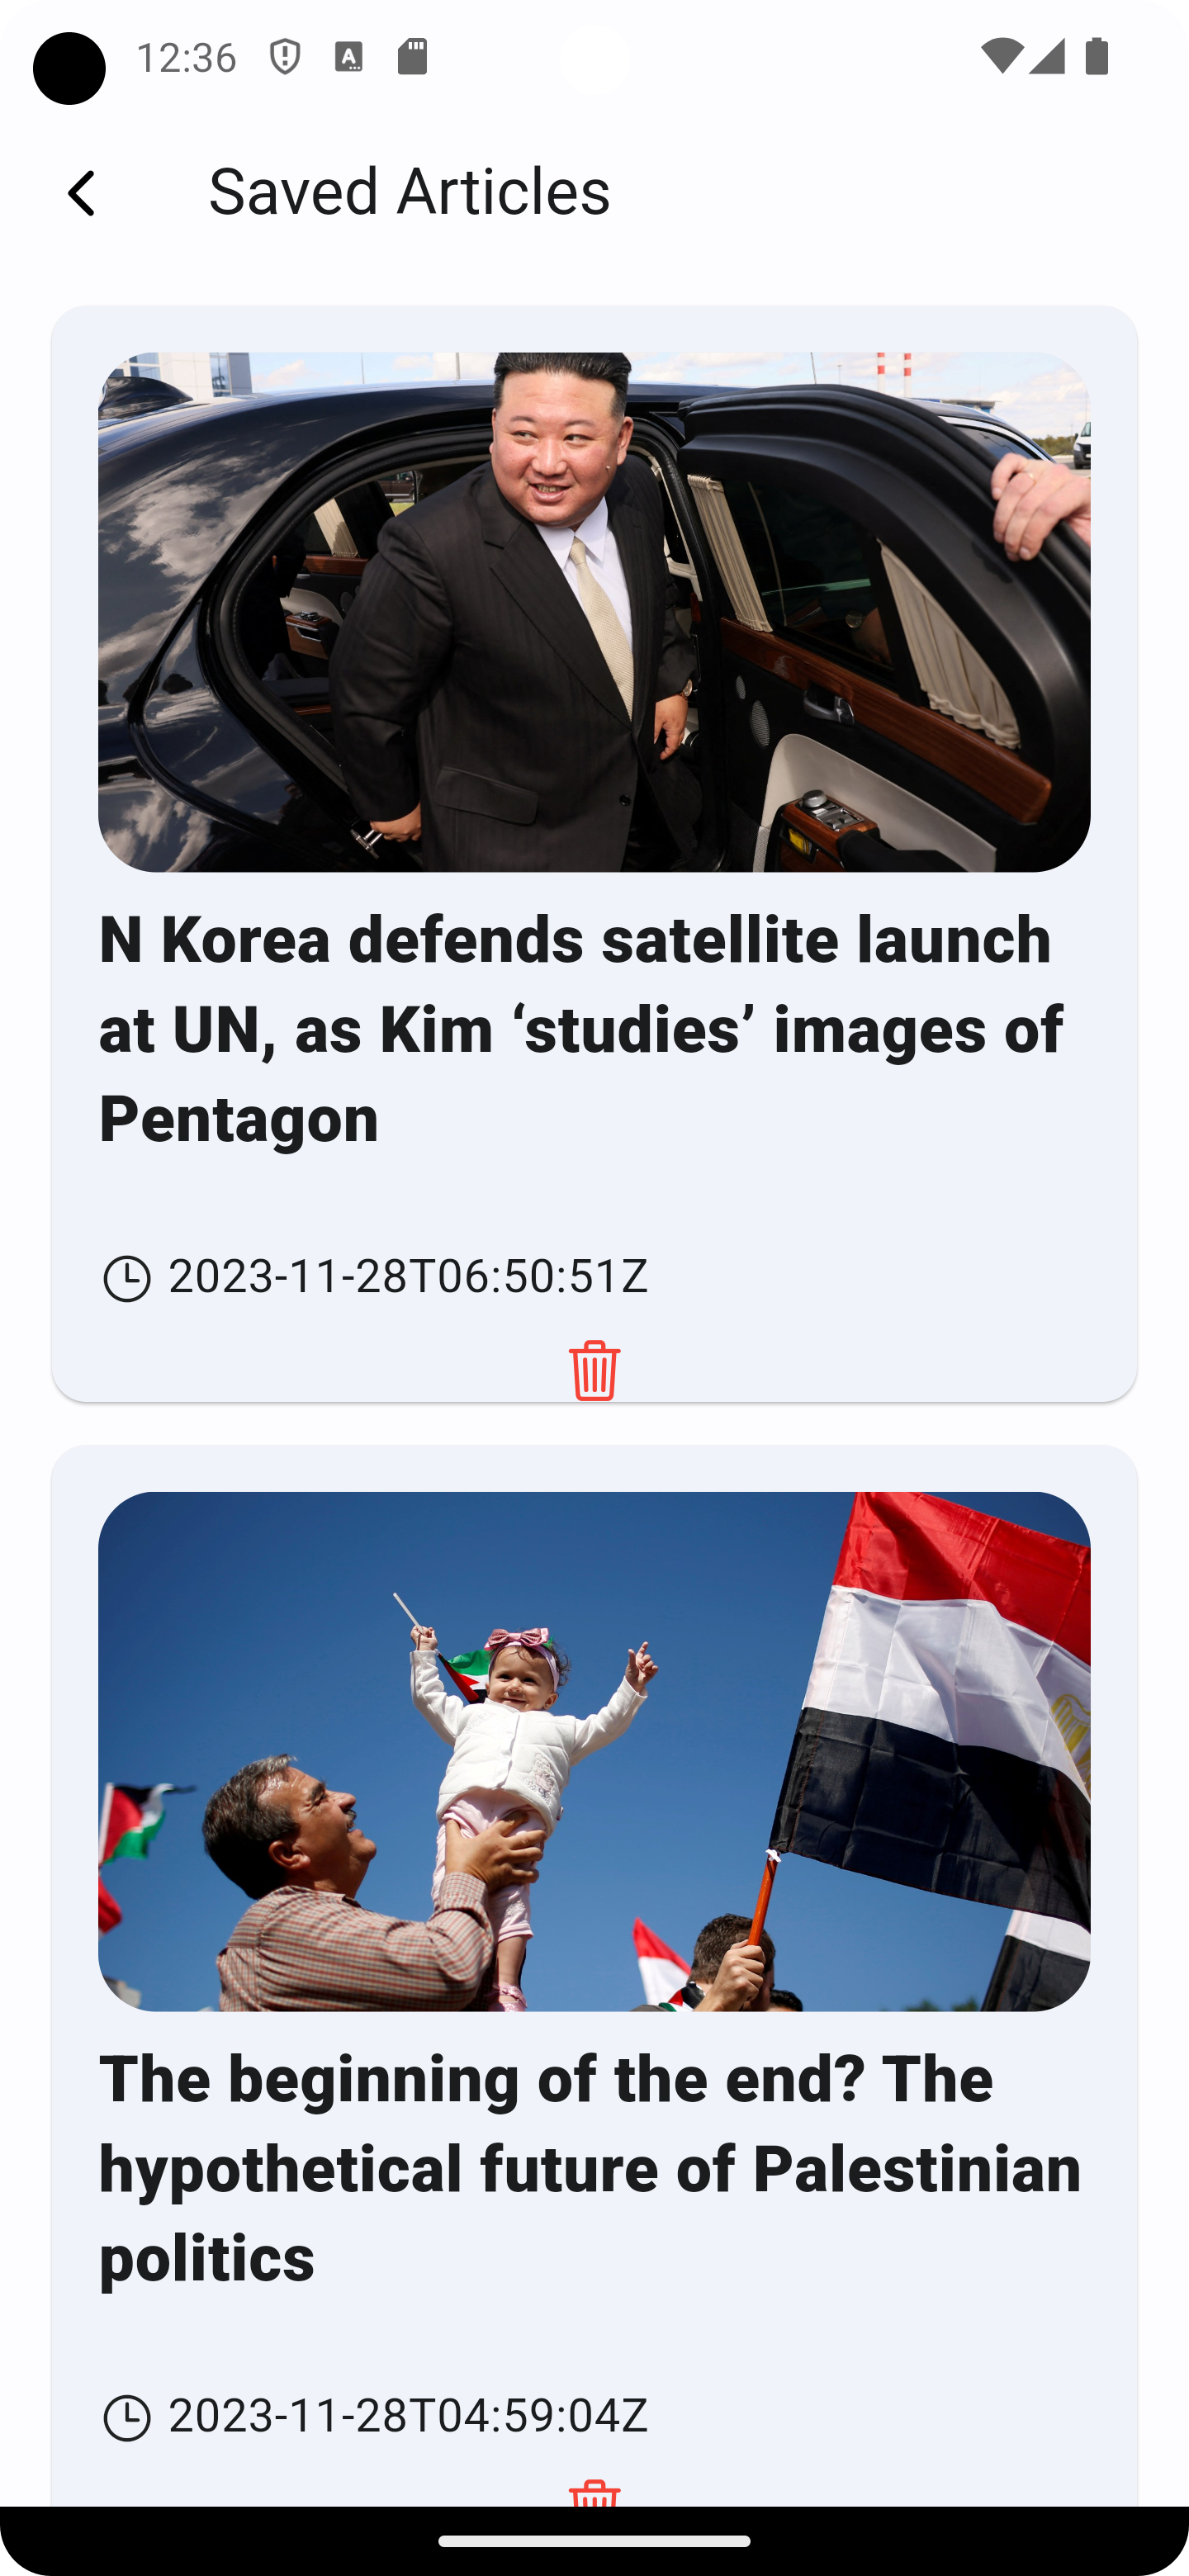 12:36
Saved Articles
N Korea defends satellite launch
at UN, as Kim ‘studies’ images of
Pentagon
2023-11-28T06:50:51Z
The beginning of the end? The
hypothetical future of Palestinian
politics
2023-11-28T04:59:04Z